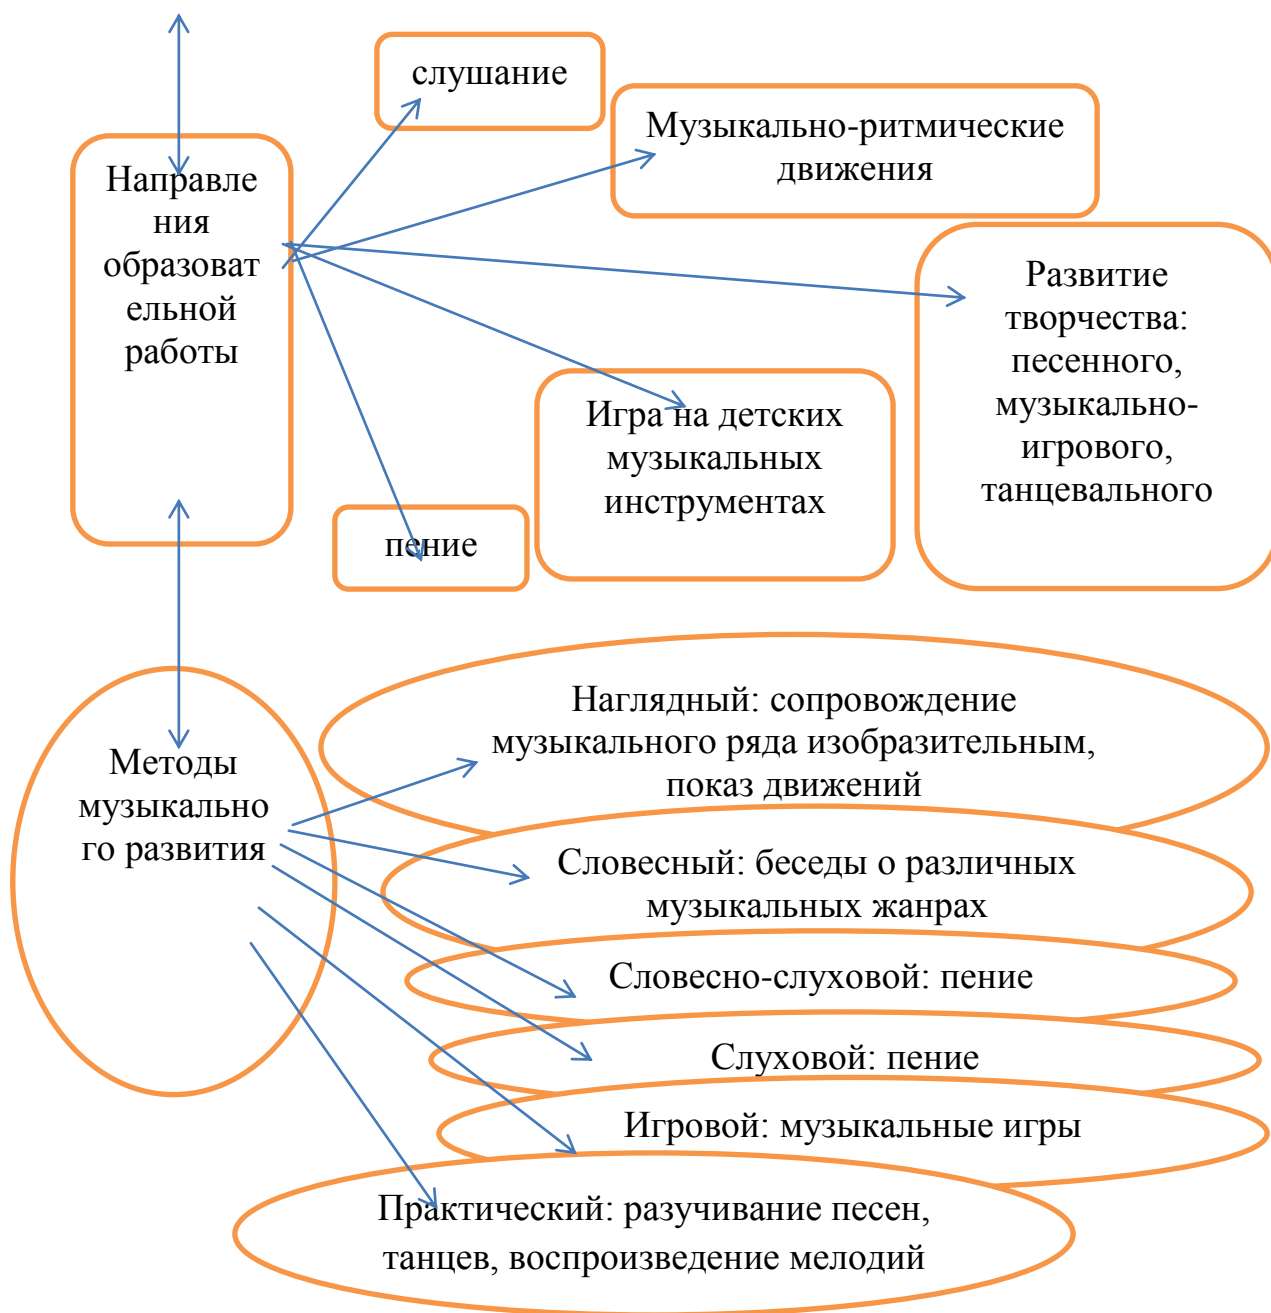 слушание
Музыкально-ритмические
движения
Направле
ния
образоват
ельной
работы
Развитие
творчества:
песенного,
музыкально-
игрового,
танцевального
Игра на детских
музыкальных
инструментах
пение
Наглядный: сопровождение
музыкального ряда изобразительным,
показ движений
Методы
музыкально
го развития
Словесный: беседы о различных
музыкальных жанрах
Словесно-слуховой: пение
Слуховой: пение
Игровой: музыкальные игры
Практический: разучивание песен,
танцев, воспроизведение мелодий